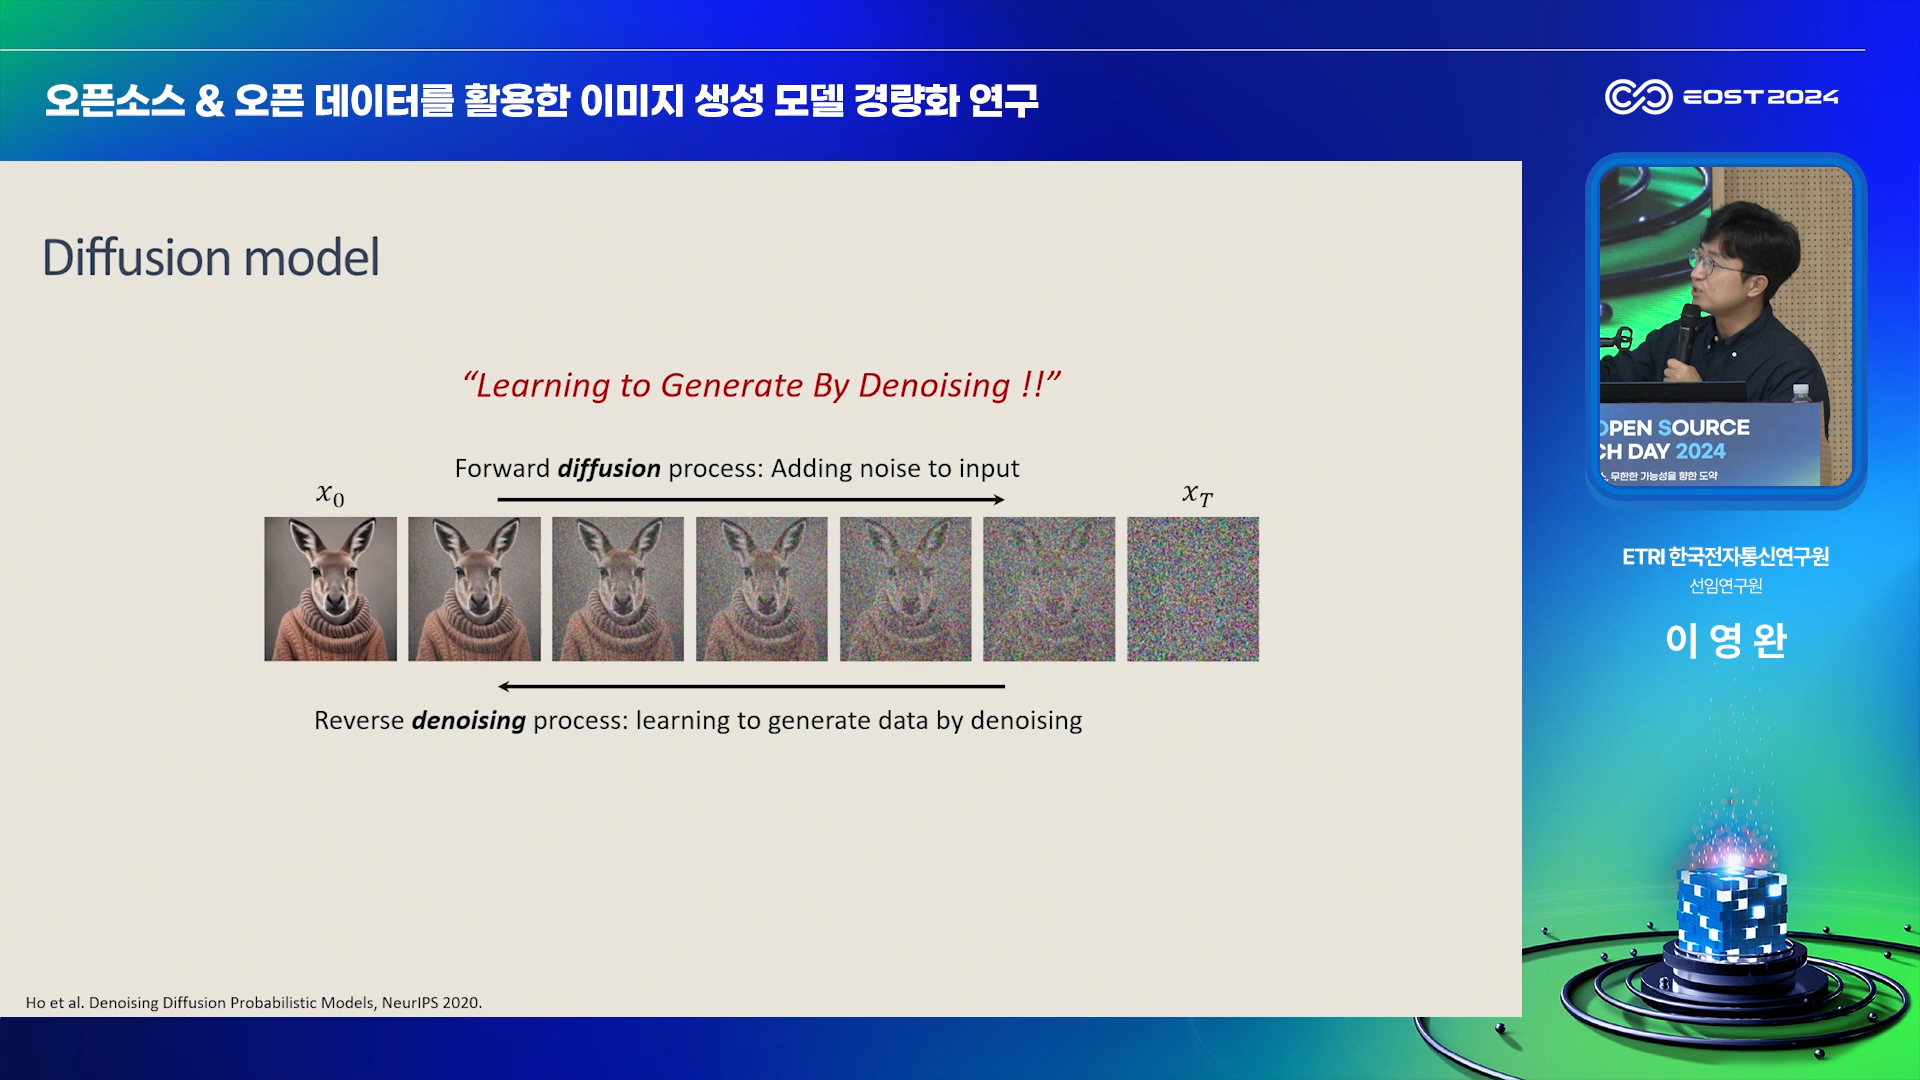 오픈소스 & 오픈 데이터를 활용한 이미지 생성 모델 경량화 연구
EOST 2024
Diffusion model
“Learning to Generate By Denoising !!”
Forward diffusion process: Adding noise to input
x0
xT
Reverse denoising process: learning to generate data by denoising
Ho et al. Denoising Diffusion Probabilistic Models, NeurIPS 2020.
OPEN SOURCE
CH DAY 2024
무한한 가능성을 향한 도약
ETRI 한국전자통신연구원
선임연구원
이영완